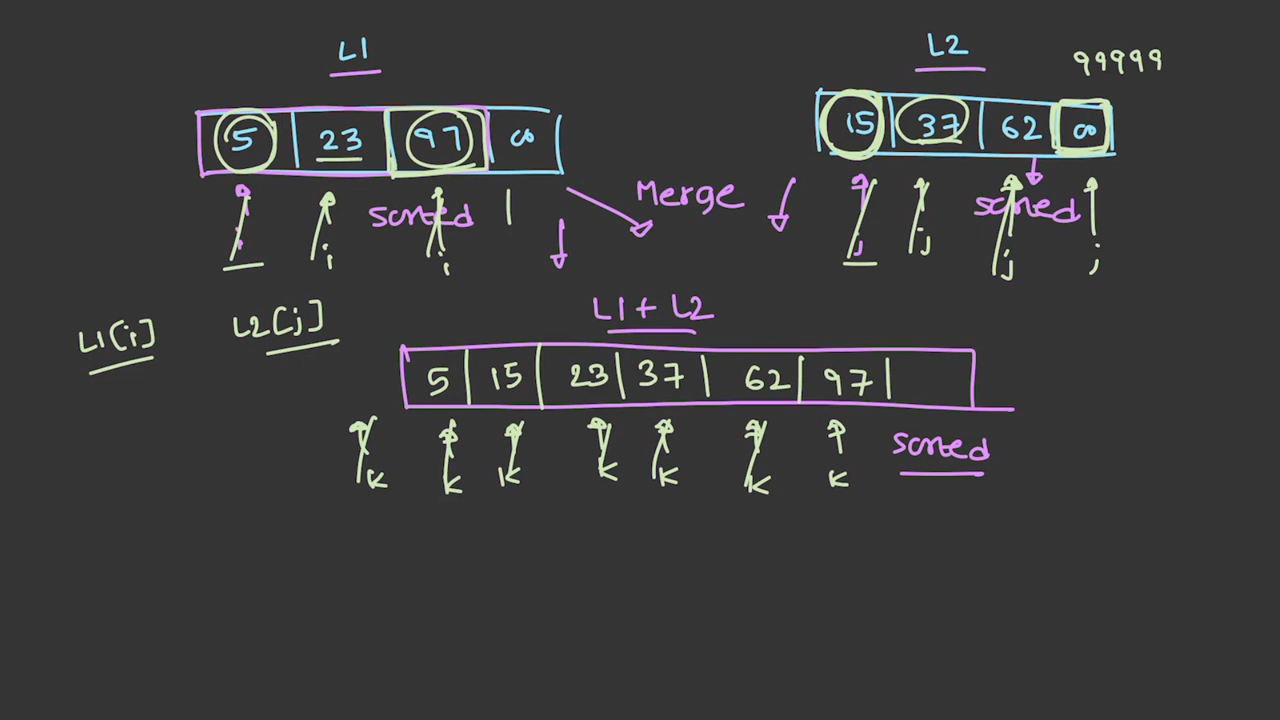 L1 L2 99999
5 23 97 ∞ 15 37 62 ∞
sorted Merge sorted
i i i j j j j
L1[i] L2[j] L1 + L2
5 15 23 37 62 97
sorted
k k k k k k k